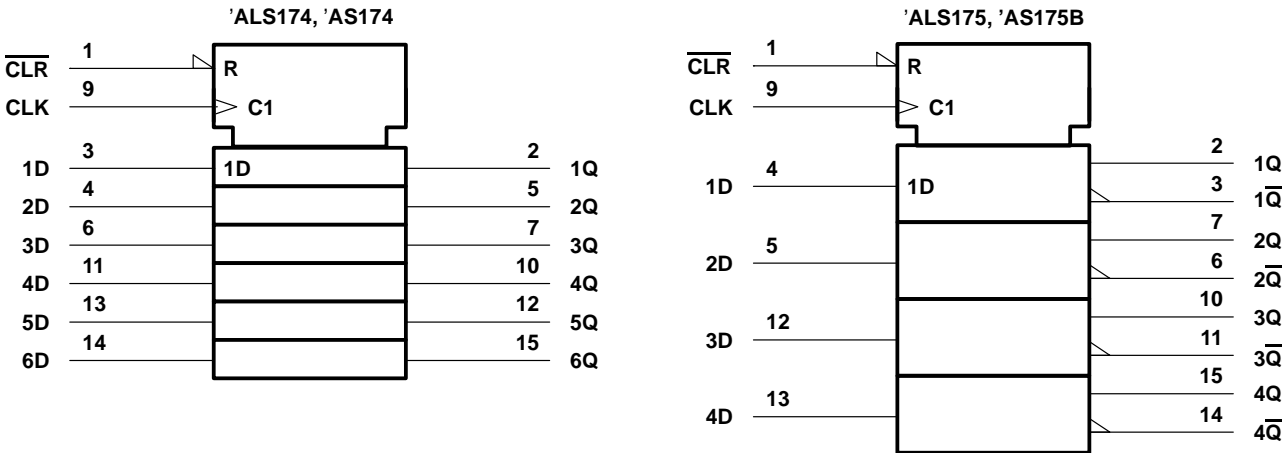 ’ALS174, ’AS174
C̅L̅R̅ 1 R
CLK 9 C1
1D 3 1D 2 1Q
2D 4 5 2Q
3D 6 7 3Q
4D 11 10 4Q
5D 13 12 5Q
6D 14 15 6Q
’ALS175, ’AS175B
C̅L̅R̅ 1 R
CLK 9 C1
2 1Q
1D 4 1D
3 1Q̅
7 2Q
2D 5
6 2Q̅
10 3Q
3D 12
11 3Q̅
15 4Q
4D 13
14 4Q̅